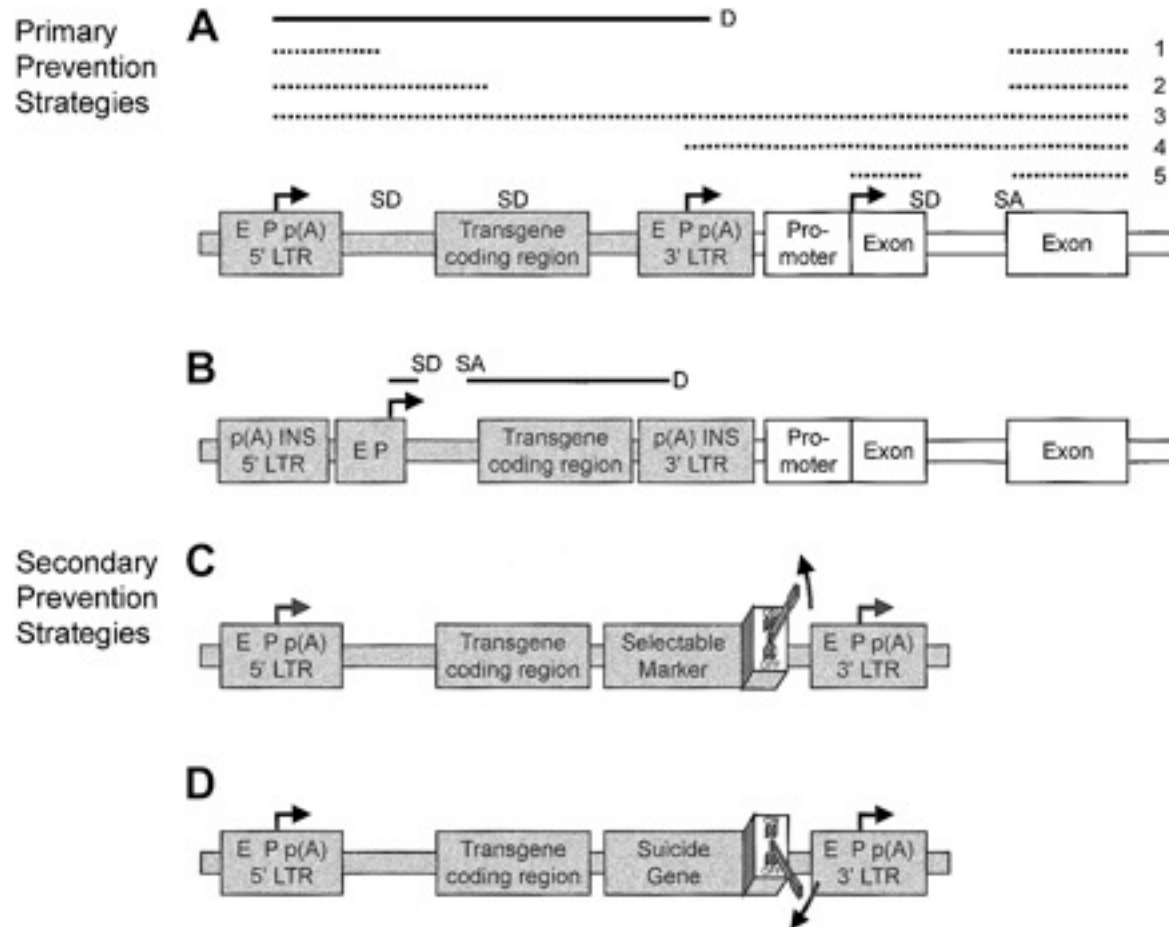 Primary
Prevention
Strategies
A
D
1
2
3
4
5
SD SD SD SA
E P p(A)
5' LTR
Transgene
coding region
E P p(A)
3' LTR
Pro-
moter
Exon
Exon
B
SD SA D
p(A) INS
5' LTR
E P
Transgene
coding region
p(A) INS
3' LTR
Pro-
moter
Exon
Exon
Secondary
Prevention
Strategies
C
E P p(A)
5' LTR
Transgene
coding region
Selectable
Marker
E P p(A)
3' LTR
D
E P p(A)
5' LTR
Transgene
coding region
Suicide
Gene
E P p(A)
3' LTR